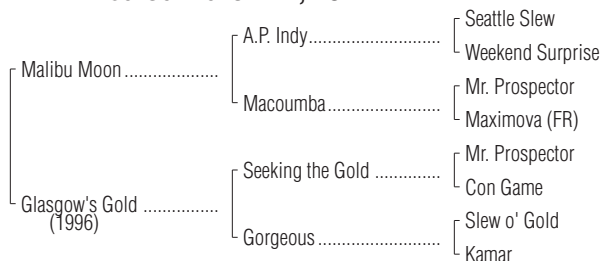 A.P. Indy
Seattle Slew
Weekend Surprise
Malibu Moon
Macoumba
Mr. Prospector
Maximova (FR)
Seeking the Gold
Mr. Prospector
Con Game
Glasgow's Gold
(1996)
Gorgeous
Slew o' Gold
Kamar